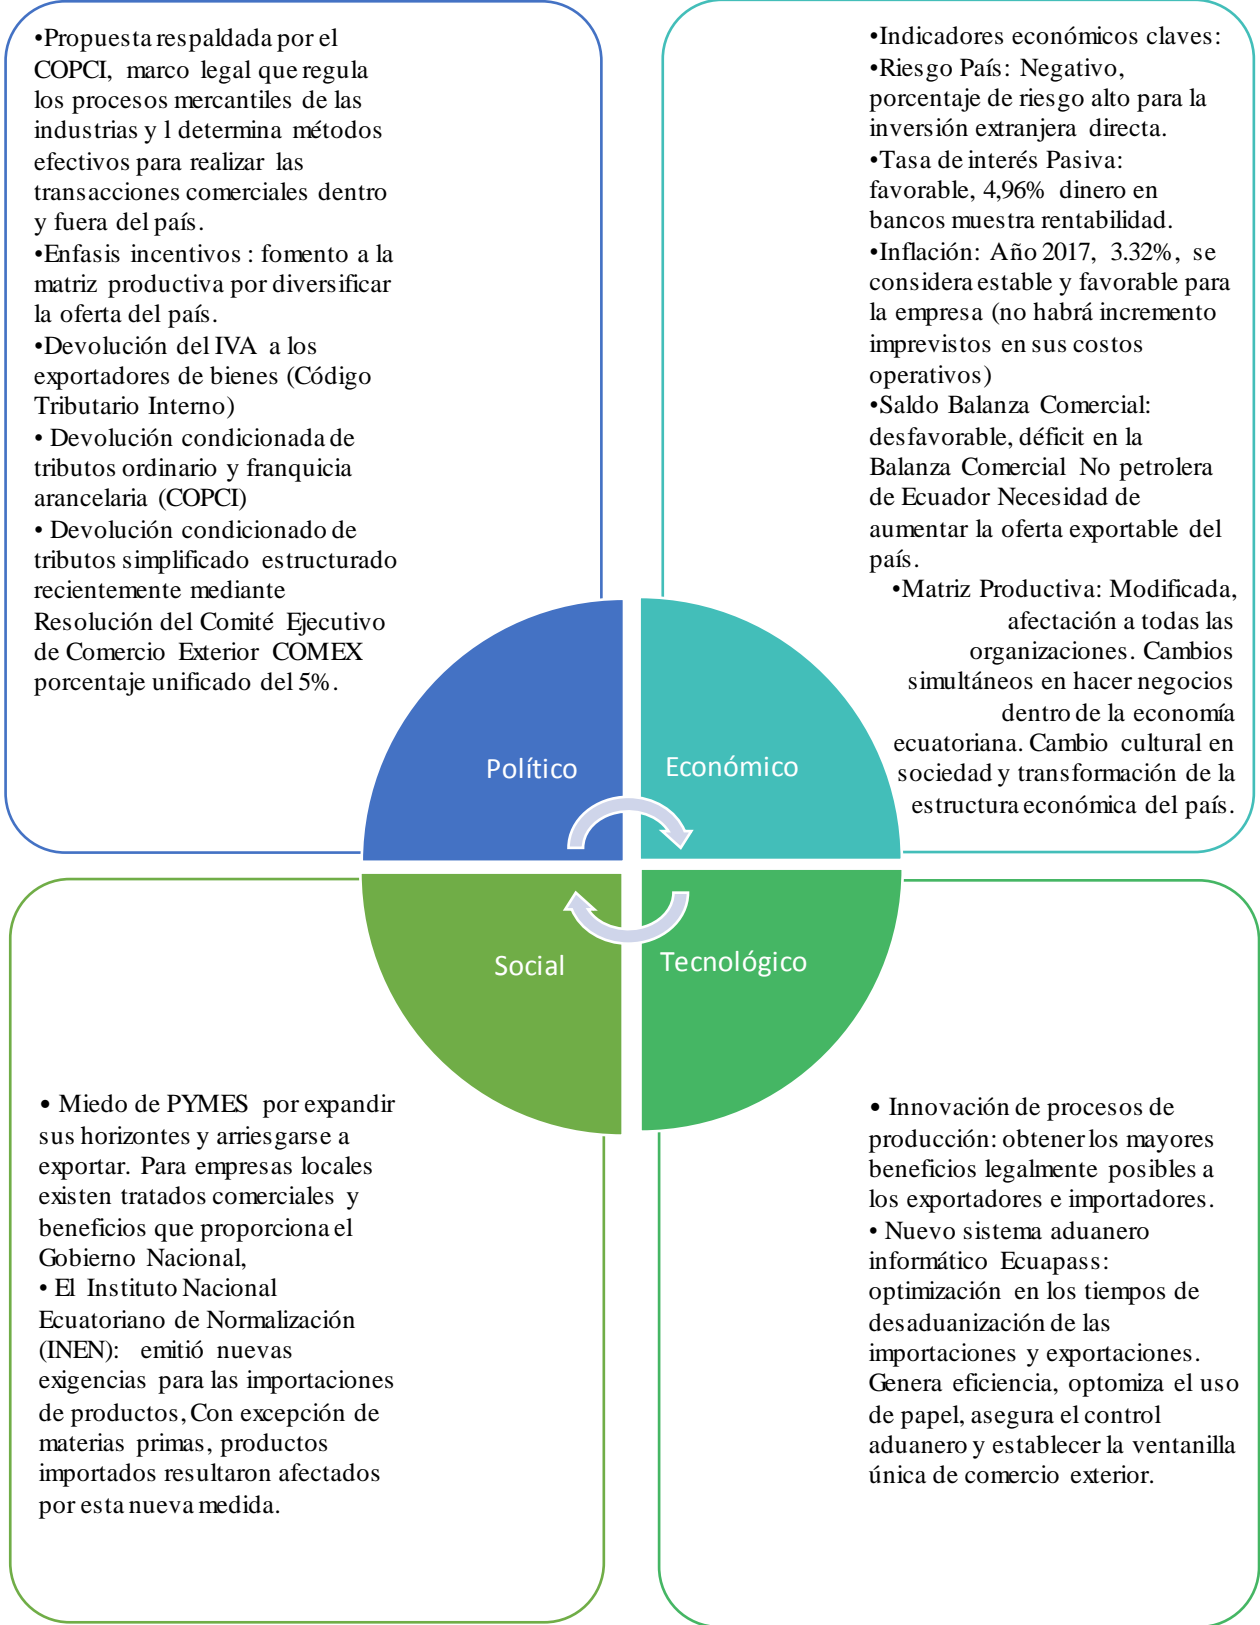 •Propuesta respaldada por el
COPCI, marco legal que regula
los procesos mercantiles de las
industrias y l determina métodos
efectivos para realizar las
transacciones comerciales dentro
y fuera del país.
•Enfasis incentivos : fomento a la
matriz productiva por diversificar
la oferta del país.
•Devolución del IVA a los
exportadores de bienes (Código
Tributario Interno)
• Devolución condicionada de
tributos ordinario y franquicia
arancelaria (COPCI)
• Devolución condicionado de
tributos simplificado estructurado
recientemente mediante
Resolución del Comité Ejecutivo
de Comercio Exterior COMEX
porcentaje unificado del 5%.
•Indicadores económicos claves:
•Riesgo País: Negativo,
porcentaje de riesgo alto para la
inversión extranjera directa.
•Tasa de interés Pasiva:
favorable, 4,96% dinero en
bancos muestra rentabilidad.
•Inflación: Año 2017, 3.32%, se
considera estable y favorable para
la empresa (no habrá incremento
imprevistos en sus costos
operativos)
•Saldo Balanza Comercial:
desfavorable, déficit en la
Balanza Comercial No petrolera
de Ecuador Necesidad de
aumentar la oferta exportable del
país.
•Matriz Productiva: Modificada,
afectación a todas las
organizaciones. Cambios
simultáneos en hacer negocios
dentro de la economía
ecuatoriana. Cambio cultural en
sociedad y transformación de la
estructura económica del país.
Político
Económico
Social
Tecnológico
• Miedo de PYMES por expandir
sus horizontes y arriesgarse a
exportar. Para empresas locales
existen tratados comerciales y
beneficios que proporciona el
Gobierno Nacional,
• El Instituto Nacional
Ecuatoriano de Normalización
(INEN): emitió nuevas
exigencias para las importaciones
de productos, Con excepción de
materias primas, productos
importados resultaron afectados
por esta nueva medida.
• Innovación de procesos de
producción: obtener los mayores
beneficios legalmente posibles a
los exportadores e importadores.
• Nuevo sistema aduanero
informático Ecuapass:
optimización en los tiempos de
desaduanización de las
importaciones y exportaciones.
Genera eficiencia, optomiza el uso
de papel, asegura el control
aduanero y establecer la ventanilla
única de comercio exterior.